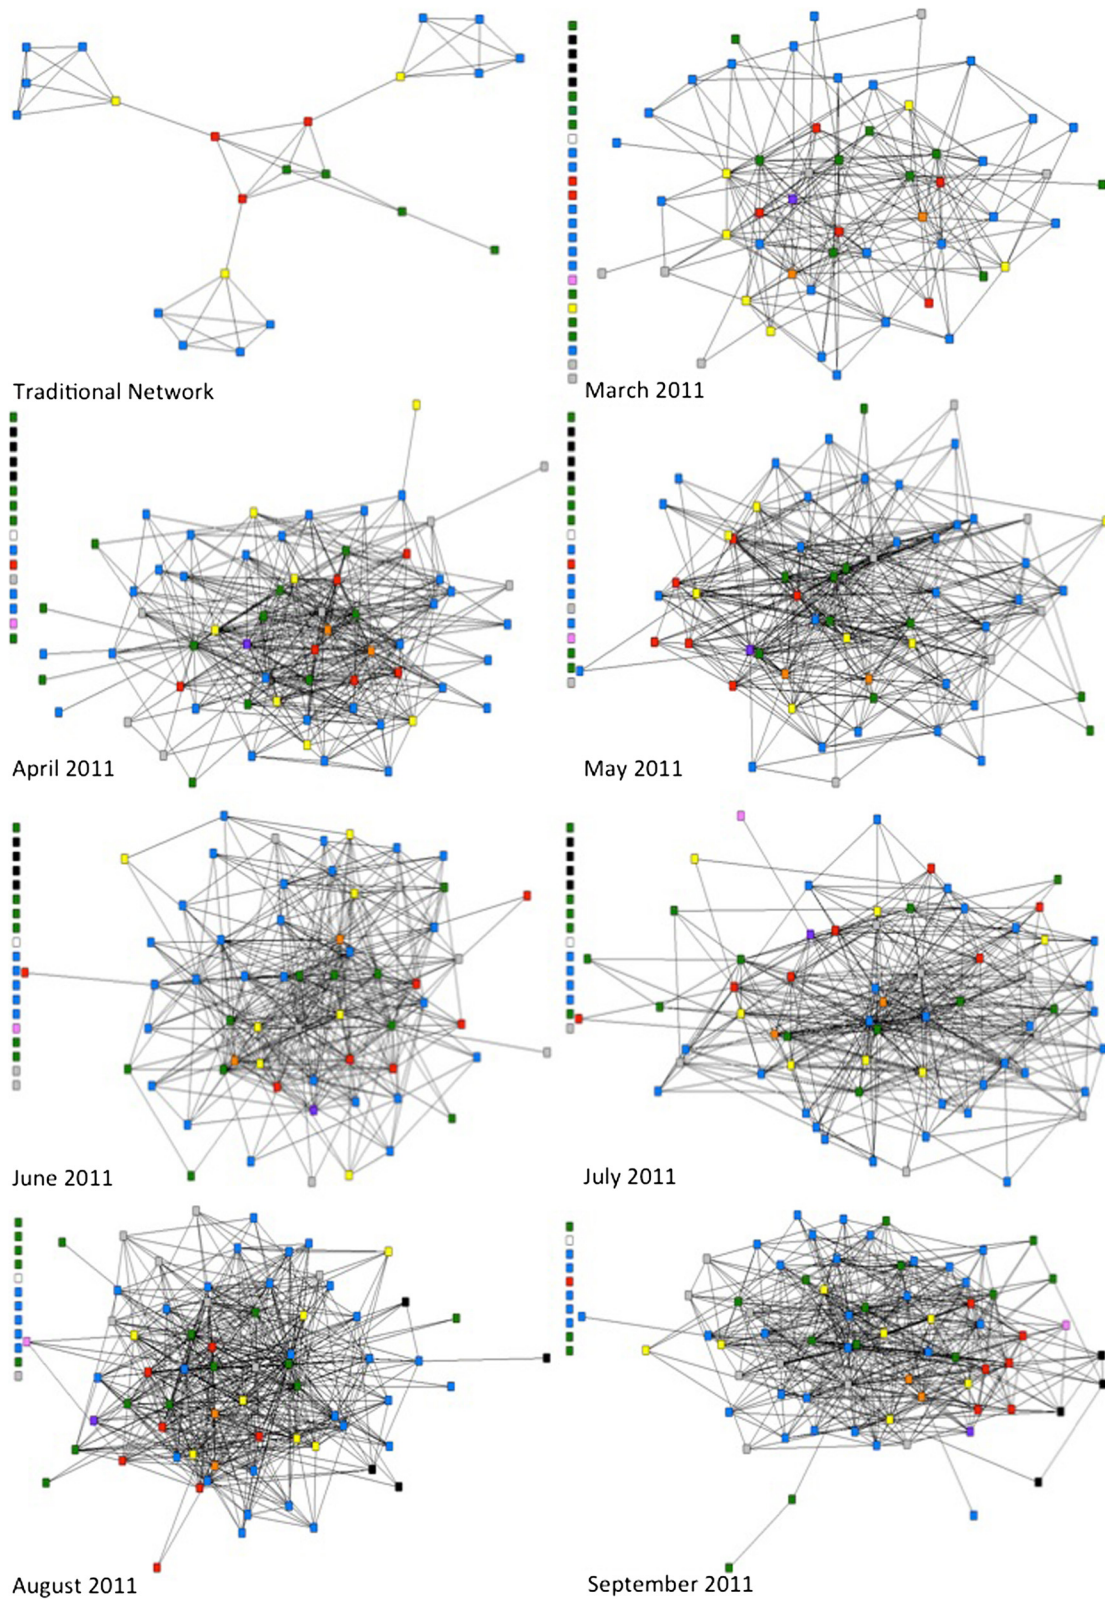 Traditional Network
March 2011
April 2011
May 2011
June 2011
July 2011
August 2011
September 2011